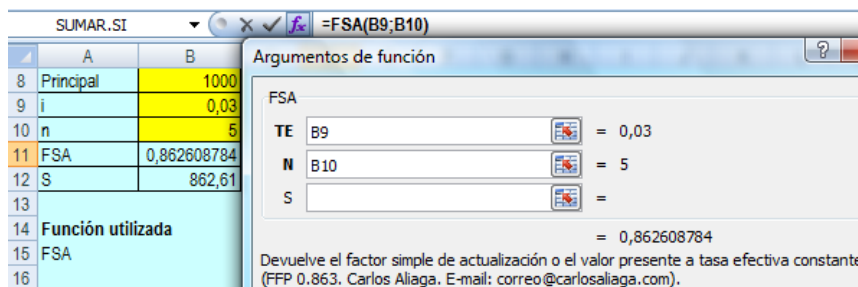 SUMAR.SI fx =FSA(B9;B10)
A B
8 Principal 1000
9 i 0,03
10 n 5
11 FSA 0,862608784
12 S 862,61
13
14 Función utilizada
15 FSA
16
Argumentos de función ?
FSA
TE B9 = 0,03
N B10 = 5
S =
= 0,862608784
Devuelve el factor simple de actualización o el valor presente a tasa efectiva constante
(FFP 0.863. Carlos Aliaga. E-mail: correo@carlosaliaga.com).